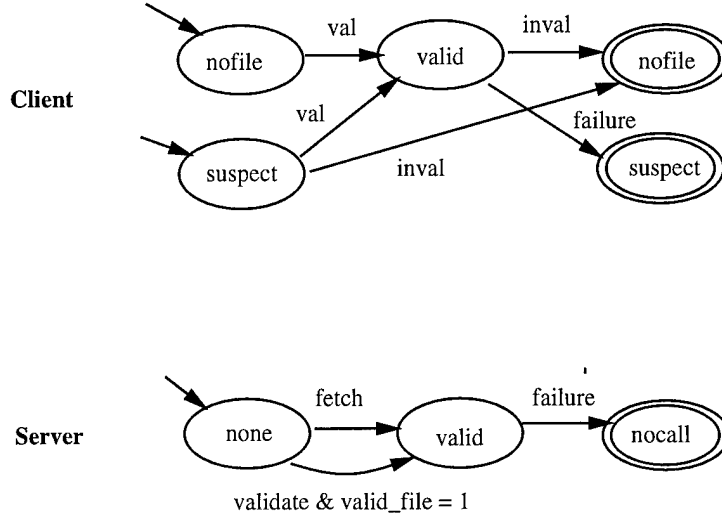 val
inval
nofile
valid
nofile
Client
val
failure
suspect
inval
suspect
fetch
failure
Server
none
valid
nocall
validate & valid_file = 1